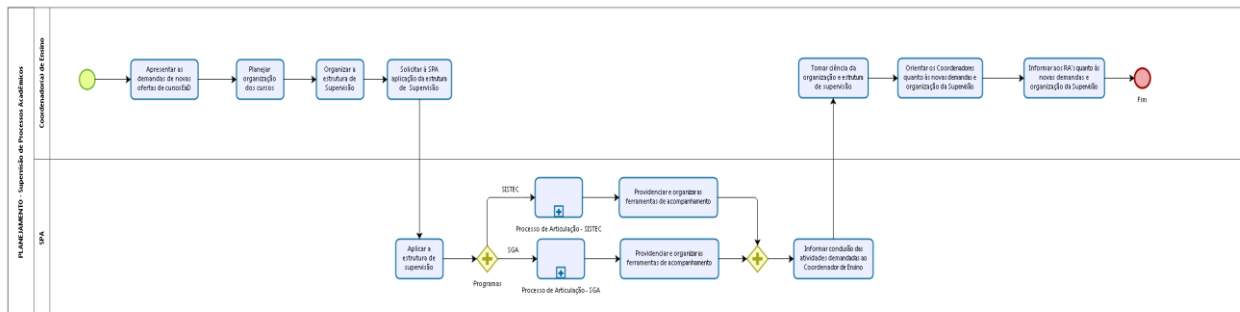 PLANEJAMENTO - Supervisão de Processos Acadêmicos
Coordenador(a) de Ensino
Apresentar as
demandas de novas
ofertas de cursos EaD
Planejar
organização
dos cursos
Organizar a
estrutura de
Supervisão
Solicitar à SPA
aplicação da estrutura
de Supervisão
Tomar ciência da
organização e estrutura
de supervisão
Orientar os Coordenadores
quanto às novas demandas e
organização da Supervisão
Informar aos RA's quanto às
novas demandas e
organização da Supervisão
Fim
SPA
Aplicar a
estrutura de
supervisão
Programas
SISTEC
Processo de Articulação - SISTEC
Providenciar e organizar as
ferramentas de acompanhamento
SGA
Processo de Articulação - SGA
Providenciar e organizar as
ferramentas de acompanhamento
Informar conclusão das
atividades demandadas ao
Coordenador de Ensino